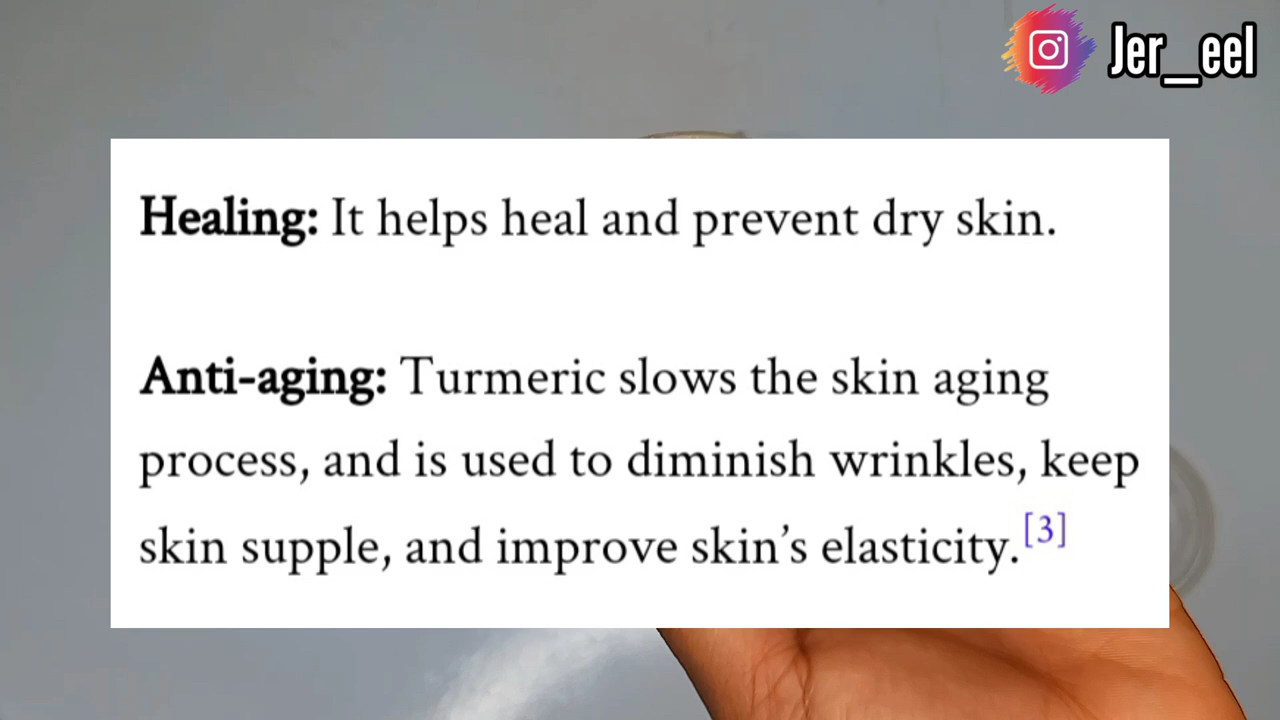 Jer_eel
Healing: It helps heal and prevent dry skin.
Anti-aging: Turmeric slows the skin aging
process, and is used to diminish wrinkles, keep
skin supple, and improve skin’s elasticity.[3]